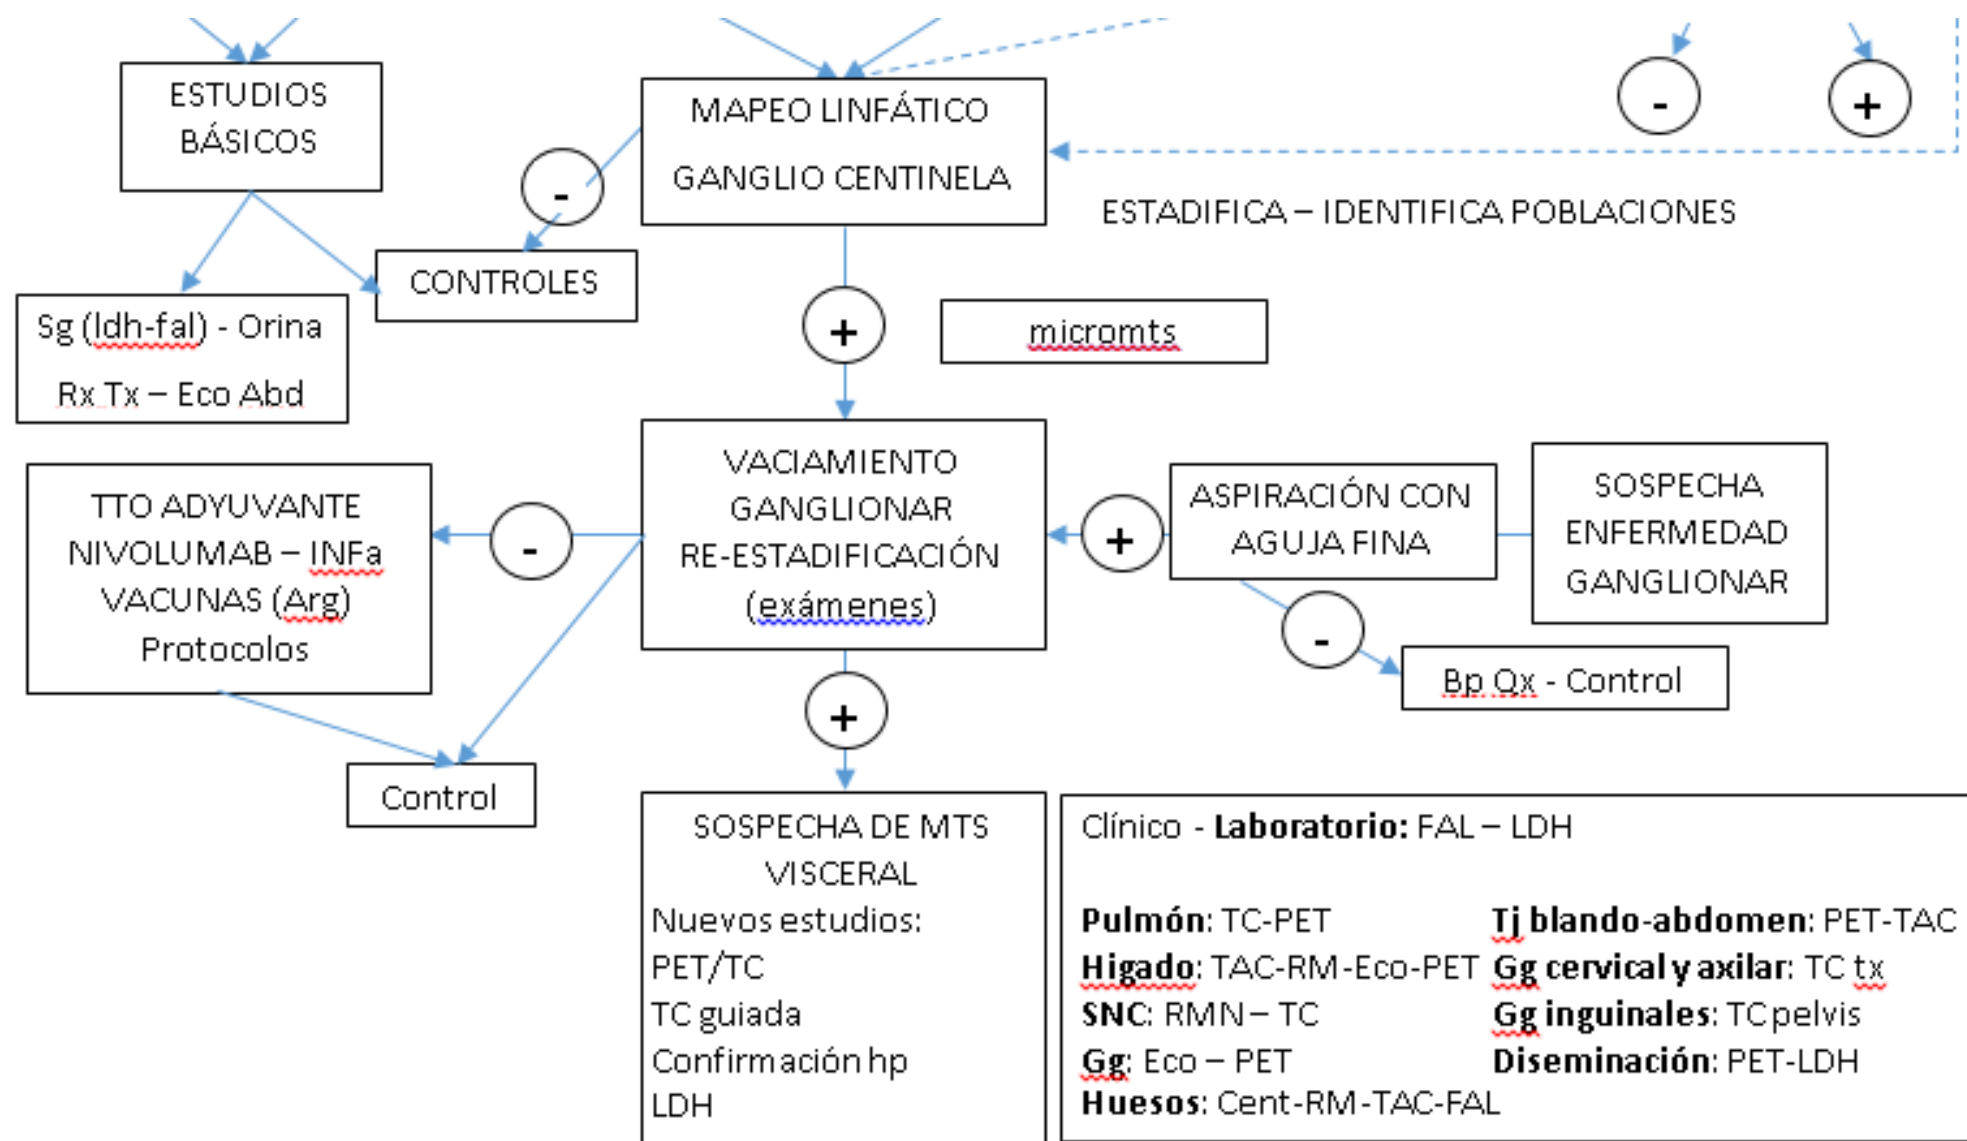 ESTUDIOS
BÁSICOS
MAPEO LINFÁTICO
GANGLIO CENTINELA
-
+
-
ESTADIFICA – IDENTIFICA POBLACIONES
CONTROLES
Sg (ldh-fal) - Orina
Rx Tx – Eco Abd
+
micromts
TTO ADYUVANTE
NIVOLUMAB – INFa
VACUNAS (Arg)
Protocolos
-
VACIAMIENTO
GANGLIONAR
RE-ESTADIFICACIÓN
(exámenes)
+
ASPIRACIÓN CON
AGUJA FINA
SOSPECHA
ENFERMEDAD
GANGLIONAR
-
Bp Qx - Control
+
Control
SOSPECHA DE MTS
VISCERAL
Nuevos estudios:
PET/TC
TC guiada
Confirmación hp
LDH
Clínico - Laboratorio: FAL – LDH
Pulmón: TC-PET
Tj blando-abdomen: PET-TAC
Higado: TAC-RM-Eco-PET
Gg cervical y axilar: TC tx
SNC: RMN – TC
Gg inguinales: TC pelvis
Gg: Eco – PET
Diseminación: PET-LDH
Huesos: Cent-RM-TAC-FAL